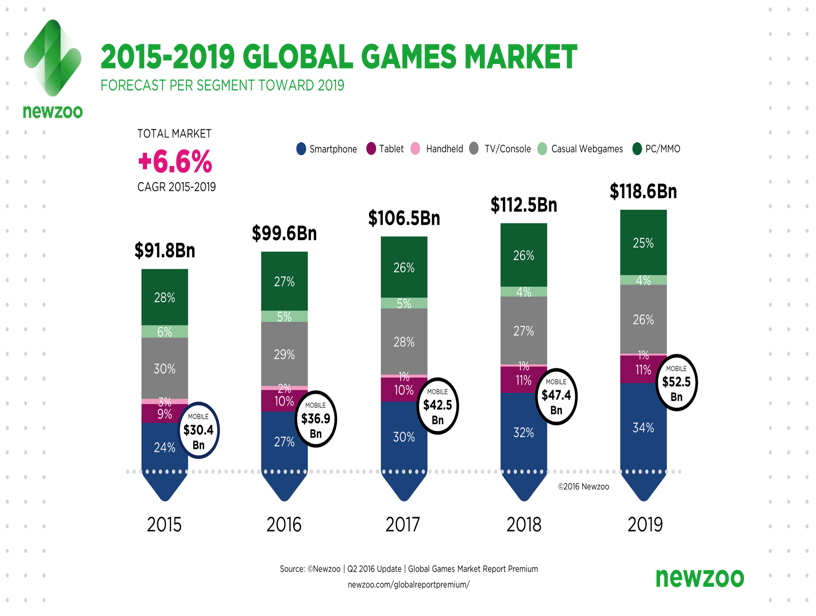 newzoo
2015-2019 GLOBAL GAMES MARKET
FORECAST PER SEGMENT TOWARD 2019
TOTAL MARKET
+6.6%
CAGR 2015-2019
Smartphone Tablet Handheld TV/Console Casual Webgames PC/MMO
$91.8Bn
28%
6%
30%
3%
9%
24%
MOBILE
$30.4
Bn
2015
$99.6Bn
27%
5%
29%
2%
10%
27%
MOBILE
$36.9
Bn
2016
$106.5Bn
26%
5%
28%
1%
10%
30%
MOBILE
$42.5
Bn
2017
$112.5Bn
26%
4%
27%
1%
11%
32%
MOBILE
$47.4
Bn
2018
$118.6Bn
25%
4%
26%
1%
11%
34%
MOBILE
$52.5
Bn
2019
©2016 Newzoo
Source: ©Newzoo | Q2 2016 Update | Global Games Market Report Premium
newzoo.com/globalreportpremium/
newzoo